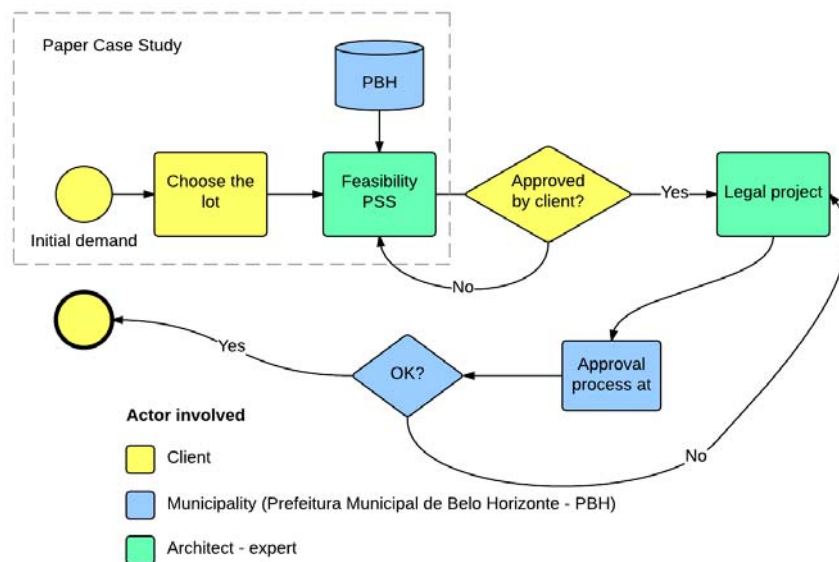 Paper Case Study
PBH
Choose the
lot
Feasibility
PSS
Approved
by client?
Yes
Legal project
Initial demand
No
Yes
OK?
Approval
process at
No
Actor involved
Client
Municipality (Prefeitura Municipal de Belo Horizonte - PBH)
Architect - expert